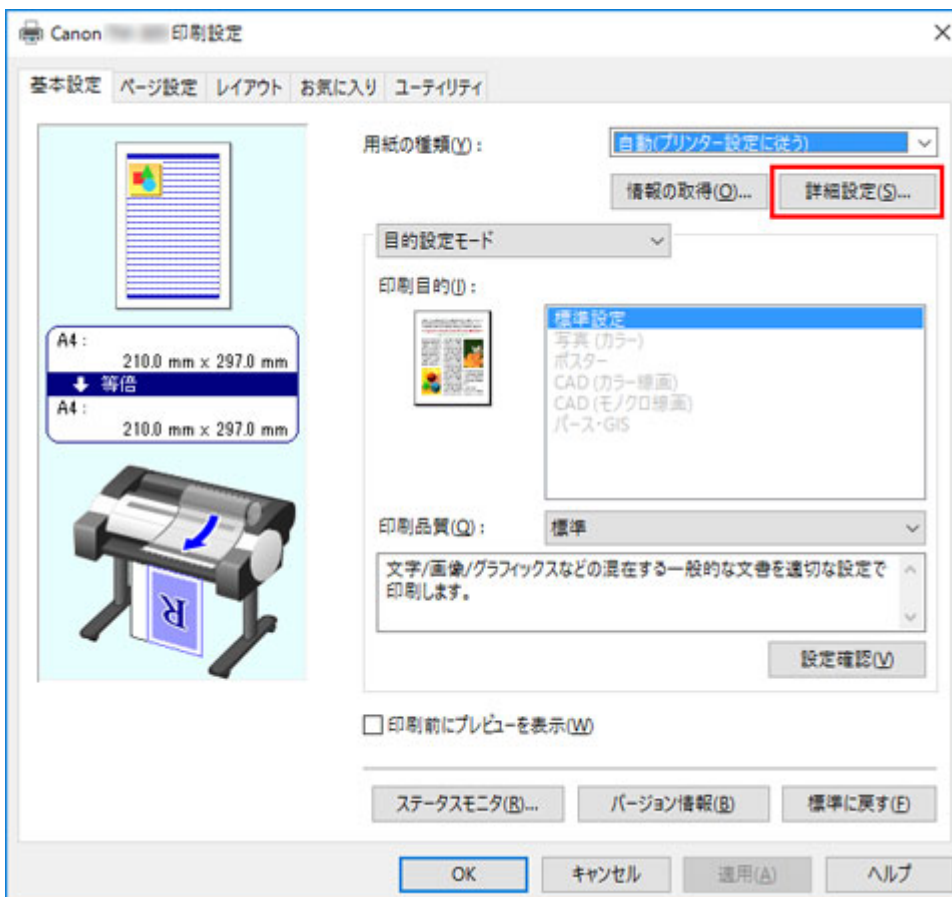 Canon 印刷設定
基本設定 ページ設定 レイアウト お気に入り ユーティリティ
用紙の種類(Y): 自動(プリンター設定に従う)
情報の取得(O)... 詳細設定(S)...
目的設定モード
印刷目的(I):
標準設定
写真 (カラー)
ポスター
CAD (カラー線画)
CAD (モノクロ線画)
パース・GIS
A4:
210.0 mm x 297.0 mm
等倍
A4:
210.0 mm x 297.0 mm
R
印刷品質(Q): 標準
文字/画像/グラフィックスなどの混在する一般的な文書を適切な設定で
印刷します。
設定確認(V)
印刷前にプレビューを表示(W)
ステータスモニタ(R)... バージョン情報(B) 標準に戻す(F)
OK キャンセル 適用(A) ヘルプ